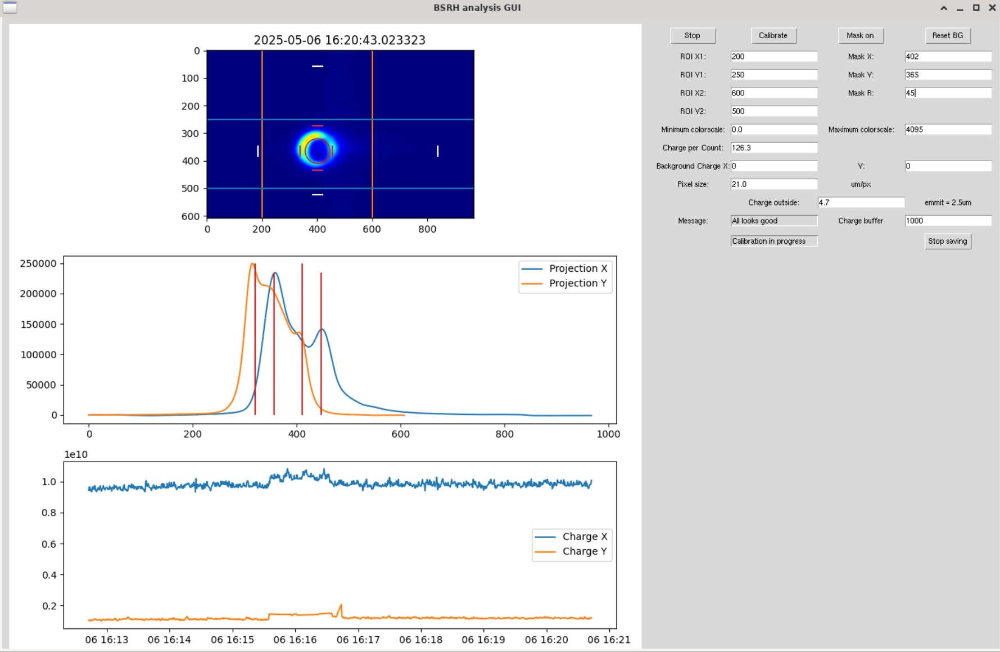 BSRH analysis GUI
Stop Calibrate Mask on Reset BG
ROI X1: 200 Mask X: 402
ROI Y1: 250 Mask Y: 365
ROI X2: 600 Mask R: 45
ROI Y2: 500
Minimum colorscale: 0.0 Maximum colorscale: 4095
Charge per Count: 126.3
Background Charge X: 0 Y: 0
Pixel size: 21.0 um/px
Charge outside: 4.7 emmit = 2.5um
Message: All looks good Charge buffer 1000
Calibration in progress Stop saving
2025-05-06 16:20:43.023323
0
100
200
300
400
500
600
0 200 400 600 800
250000
200000
150000
100000
50000
0
Projection X
Projection Y
0 200 400 600 800 1000
1e10
1.0
0.8
0.6
0.4
0.2
Charge X
Charge Y
06 16:13 06 16:14 06 16:15 06 16:16 06 16:17 06 16:18 06 16:19 06 16:20 06 16:21